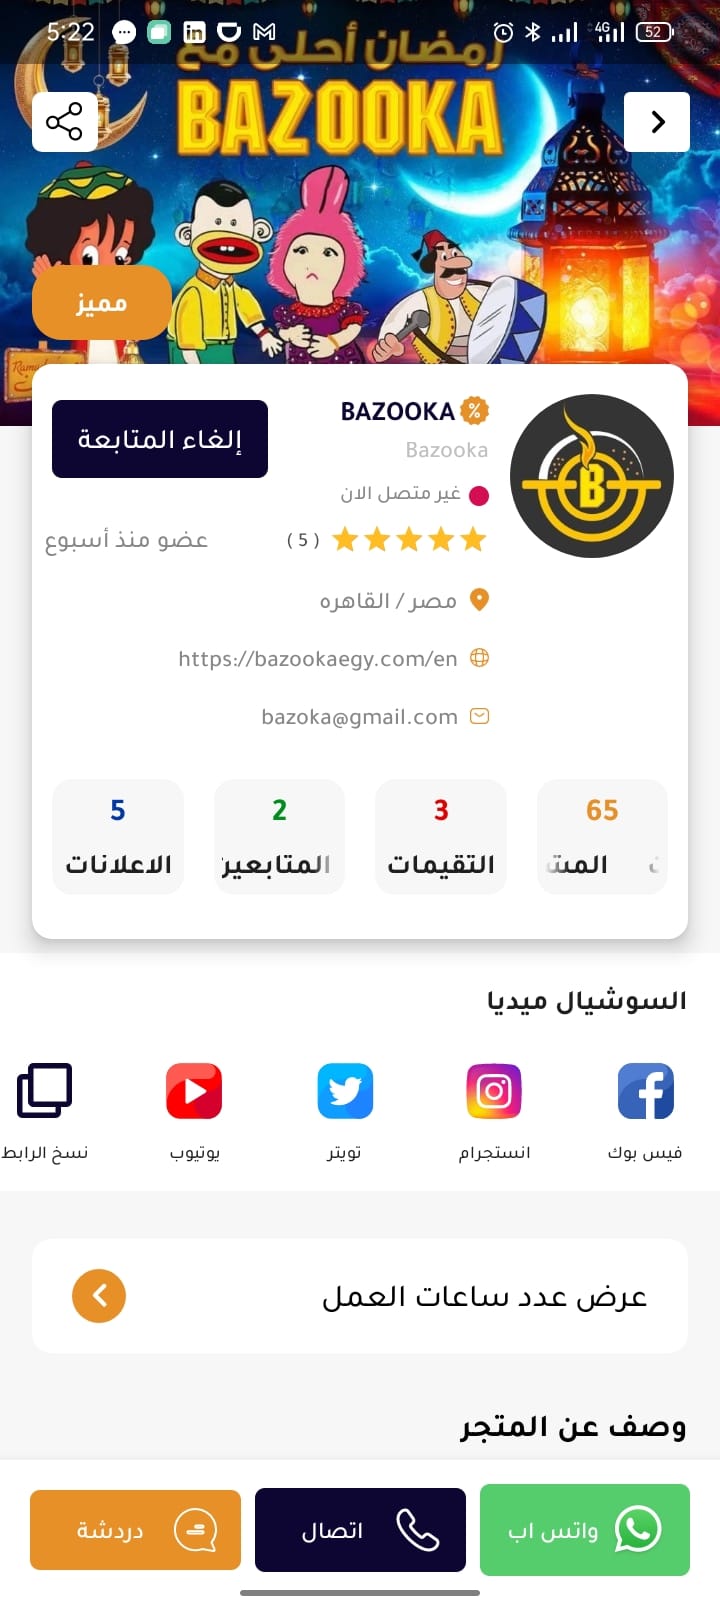 5:22
4G
52
رمضان أحلى مع
BAZOOKA
مميز
BAZOOKA
إلغاء المتابعة
Bazooka
غير متصل الان
( 5 )
عضو منذ أسبوع
مصر / القاهره
https://bazookaegy.com/en
bazoka@gmail.com
B
65
3
2
5
التقيمات
المتابعين
الاعلانات
السوشيال ميديا
فيس بوك
انستجرام
تويتر
يوتيوب
نسخ الرابط
عرض عدد ساعات العمل
وصف عن المتجر
واتس اب
اتصال
دردشة